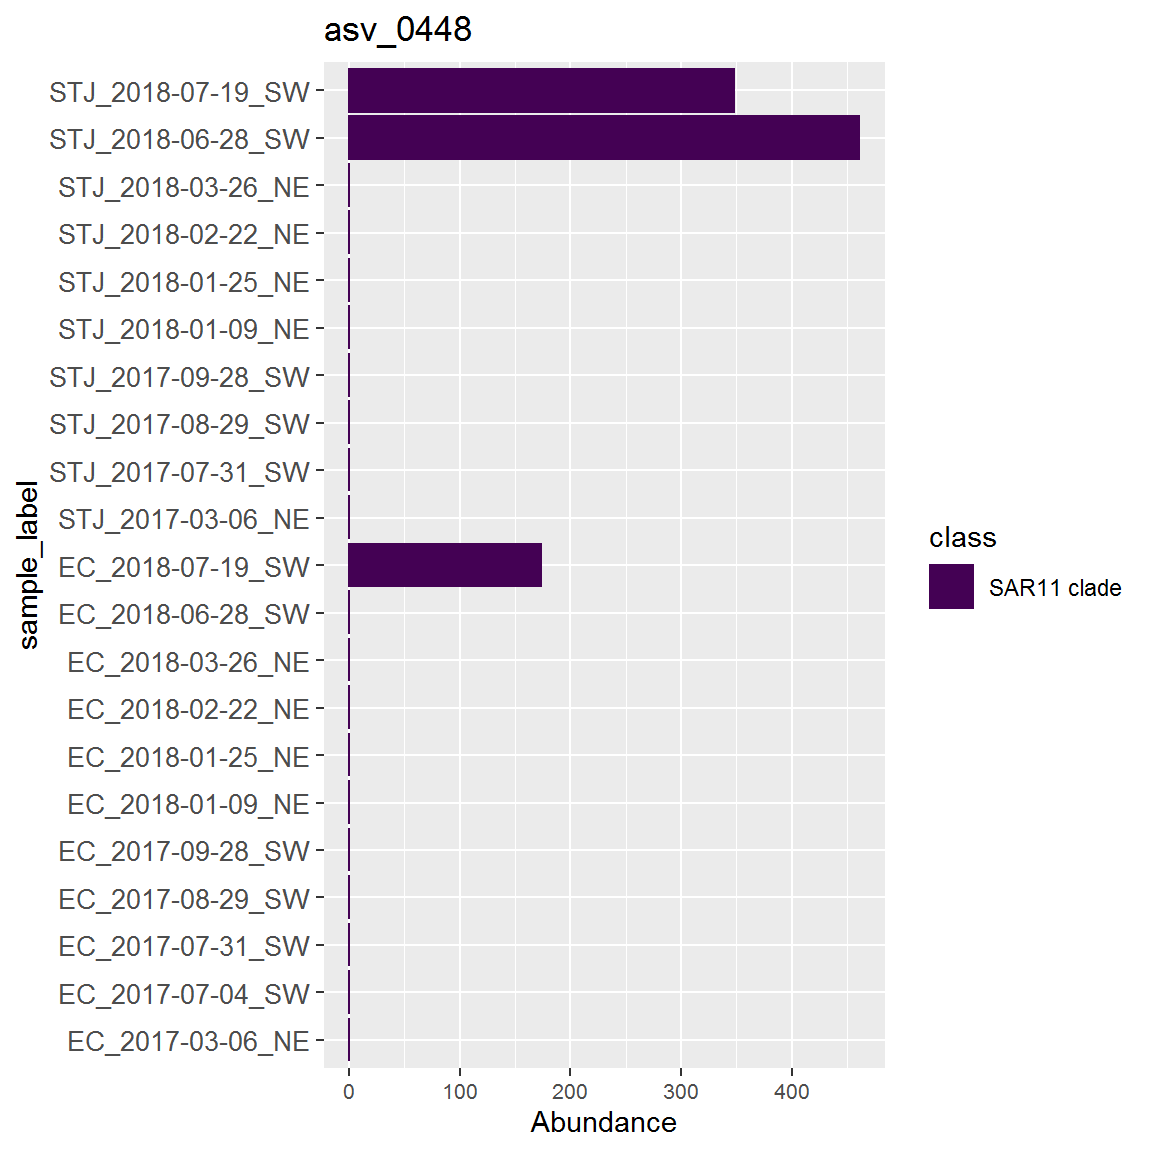 asv_0448
STJ_2018-07-19_SW
STJ_2018-06-28_SW
STJ_2018-03-26_NE
STJ_2018-02-22_NE
STJ_2018-01-25_NE
STJ_2018-01-09_NE
STJ_2017-09-28_SW
STJ_2017-08-29_SW
STJ_2017-07-31_SW
STJ_2017-03-06_NE
EC_2018-07-19_SW
EC_2018-06-28_SW
EC_2018-03-26_NE
EC_2018-02-22_NE
EC_2018-01-25_NE
EC_2018-01-09_NE
EC_2017-09-28_SW
EC_2017-08-29_SW
EC_2017-07-31_SW
EC_2017-07-04_SW
EC_2017-03-06_NE
sample_label
0 100 200 300 400
Abundance
class
SAR11 clade